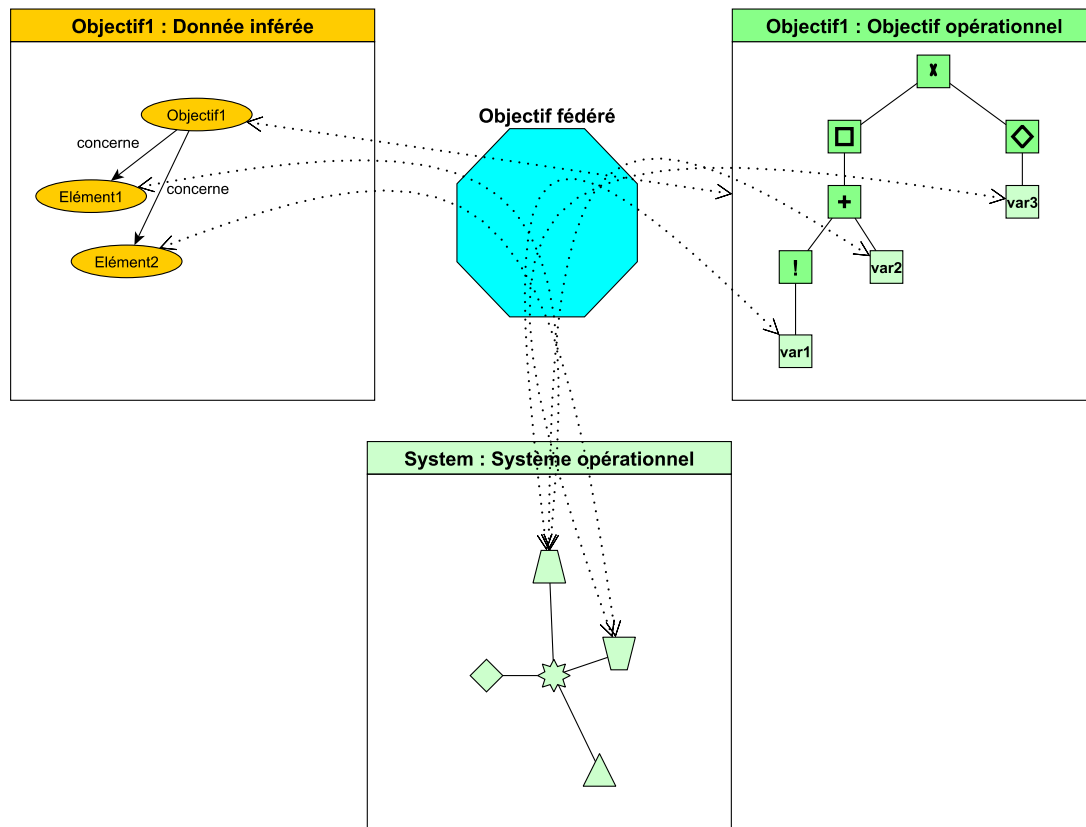 Objectif1 : Donnée inférée
Objectif1
concerne
concerne
Elément1
Elément2
Objectif fédéré
Objectif1 : Objectif opérationnel
x
+
!
var3
var2
var1
System : Système opérationnel